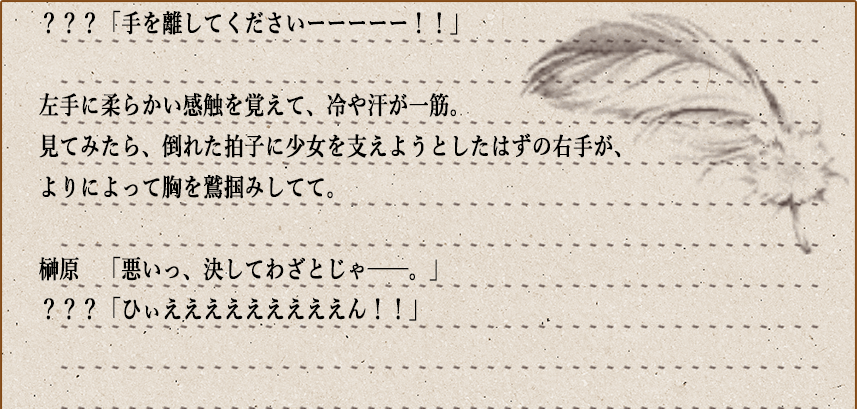 ？？？「手を離してくださいーーーーー！！」
左手に柔らかい感触を覚えて、冷や汗が一筋。
見てみたら、倒れた拍子に少女を支えようとしたはずの右手が、
よりによって胸を鷲掴みしてて。
榊原　「悪いっ、決してわざとじゃ――。」
？？？「ひぃええええええええええん！！」